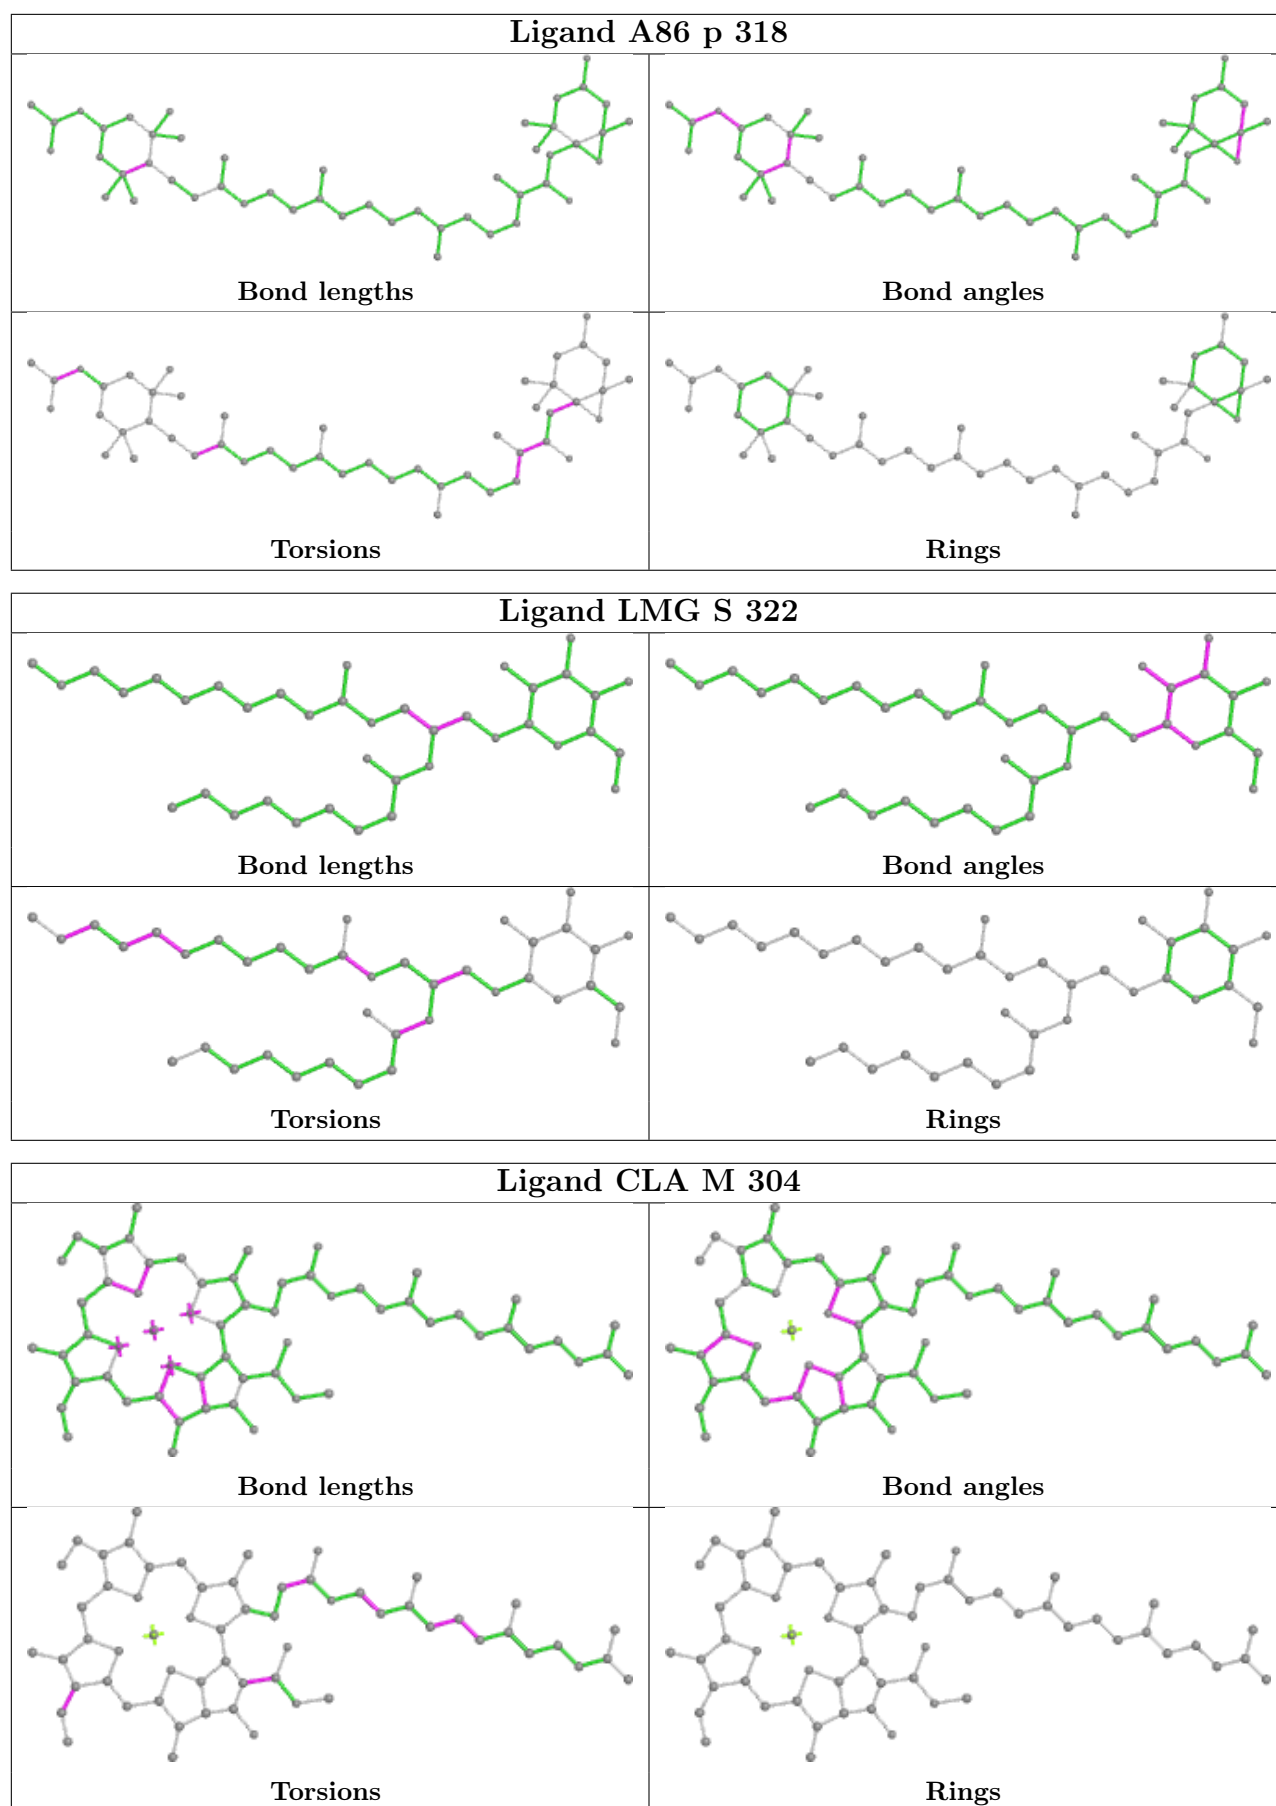 Ligand A86 p 318
Bond lengths
Bond angles
Torsions
Rings
Ligand LMG S 322
Bond lengths
Bond angles
Torsions
Rings
Ligand CLA M 304
Bond lengths
Bond angles
Torsions
Rings